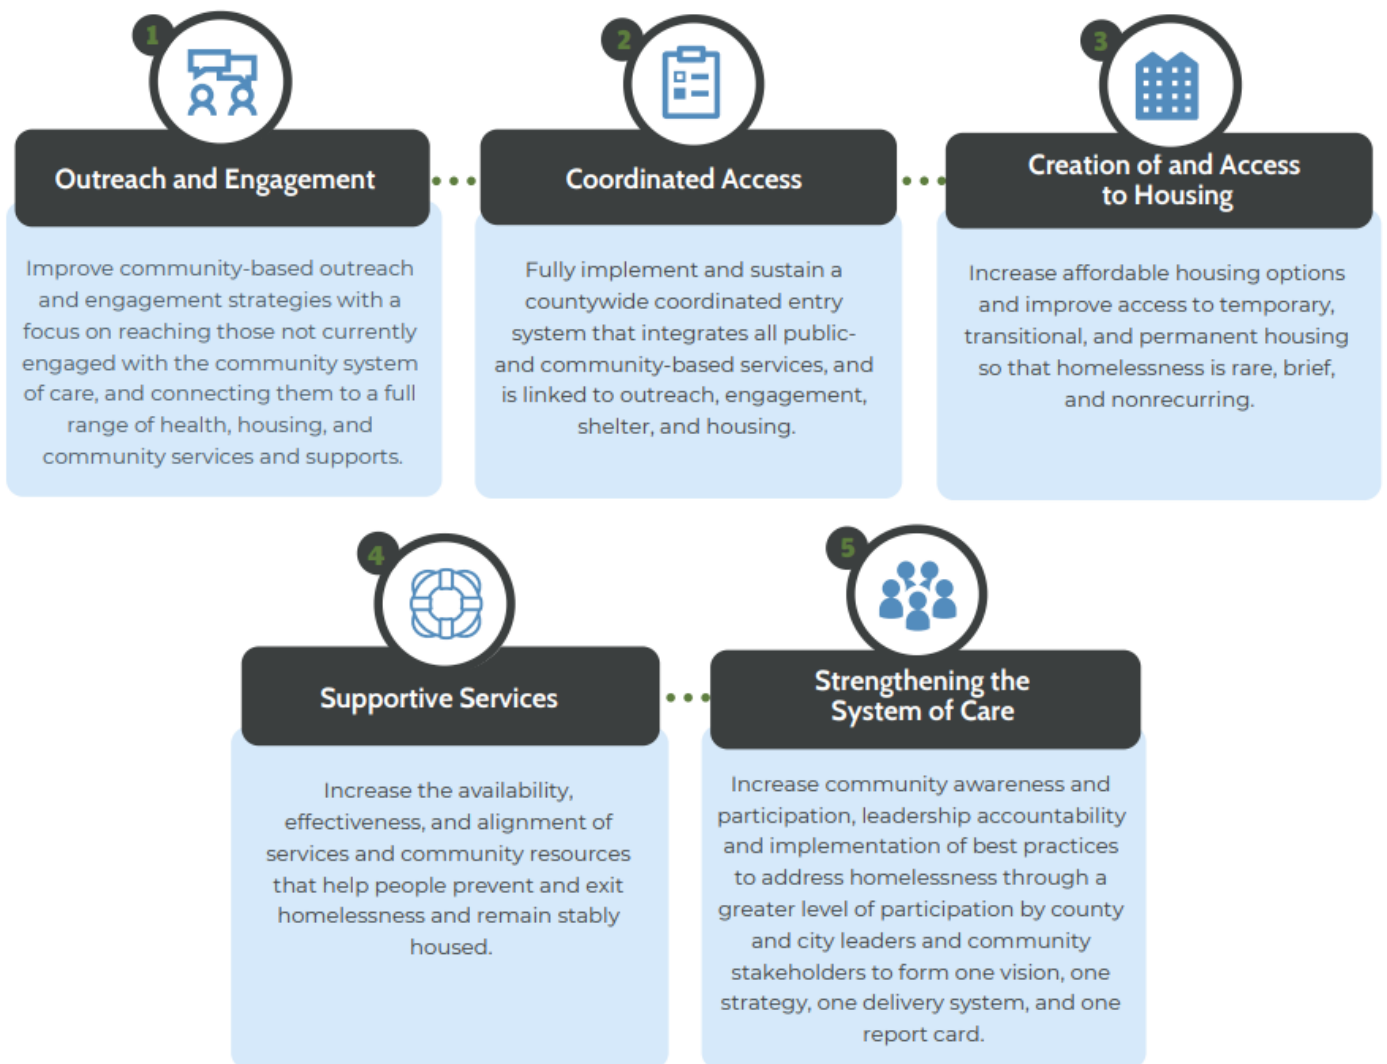 1
Outreach and Engagement
Improve community-based outreach
and engagement strategies with a
focus on reaching those not currently
engaged with the community system
of care, and connecting them to a full
range of health, housing, and
community services and supports.
2
Coordinated Access
Fully implement and sustain a
countywide coordinated entry
system that integrates all public-
and community-based services, and
is linked to outreach, engagement,
shelter, and housing.
3
Creation of and Access
to Housing
Increase affordable housing options
and improve access to temporary,
transitional, and permanent housing
so that homelessness is rare, brief,
and nonrecurring.
4
Supportive Services
Increase the availability,
effectiveness, and alignment of
services and community resources
that help people prevent and exit
homelessness and remain stably
housed.
5
Strengthening the
System of Care
Increase community awareness and
participation, leadership accountability
and implementation of best practices
to address homelessness through a
greater level of participation by county
and city leaders and community
stakeholders to form one vision, one
strategy, one delivery system, and one
report card.